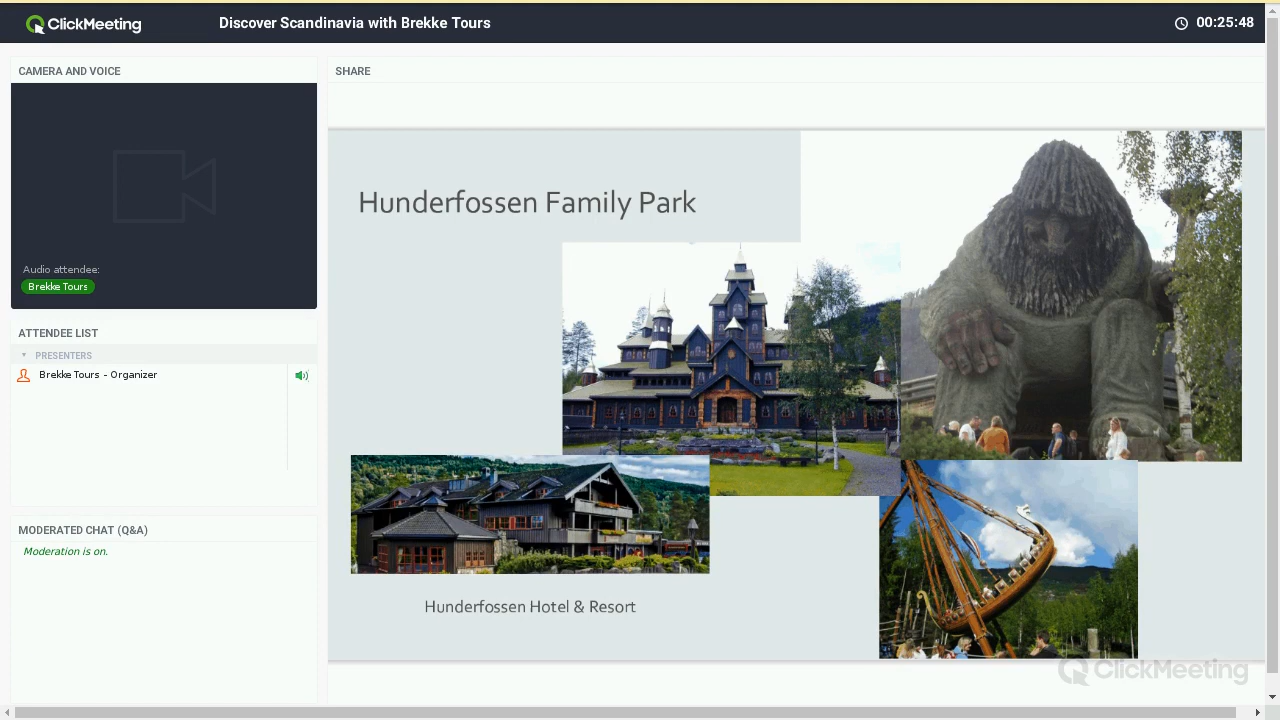 ClickMeeting
Discover Scandinavia with Brekke Tours
00:25:48
CAMERA AND VOICE
Audio attendee:
Brekke Tours
ATTENDEE LIST
PRESENTERS
Brekke Tours - Organizer
MODERATED CHAT (Q&A)
Moderation is on.
SHARE
Hunderfossen Family Park
Hunderfossen Hotel & Resort
ClickMeeting